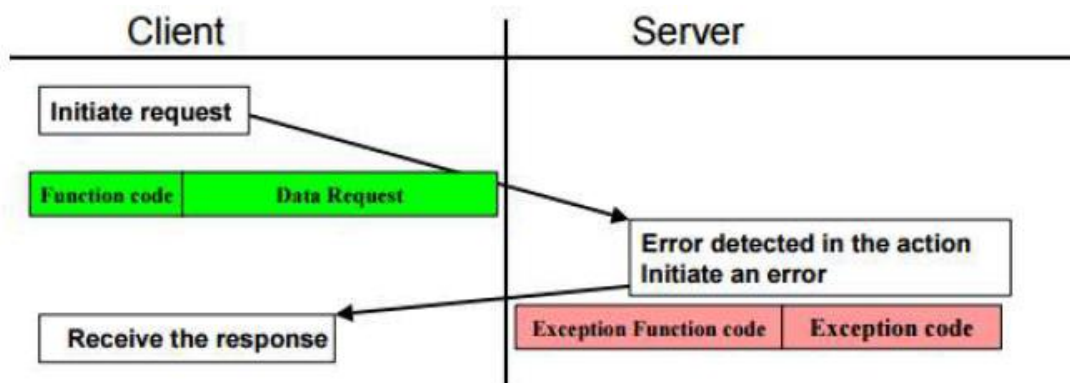 Client
Server
Initiate request
Function code
Data Request
Error detected in the action
Initiate an error
Exception Function code
Exception code
Receive the response